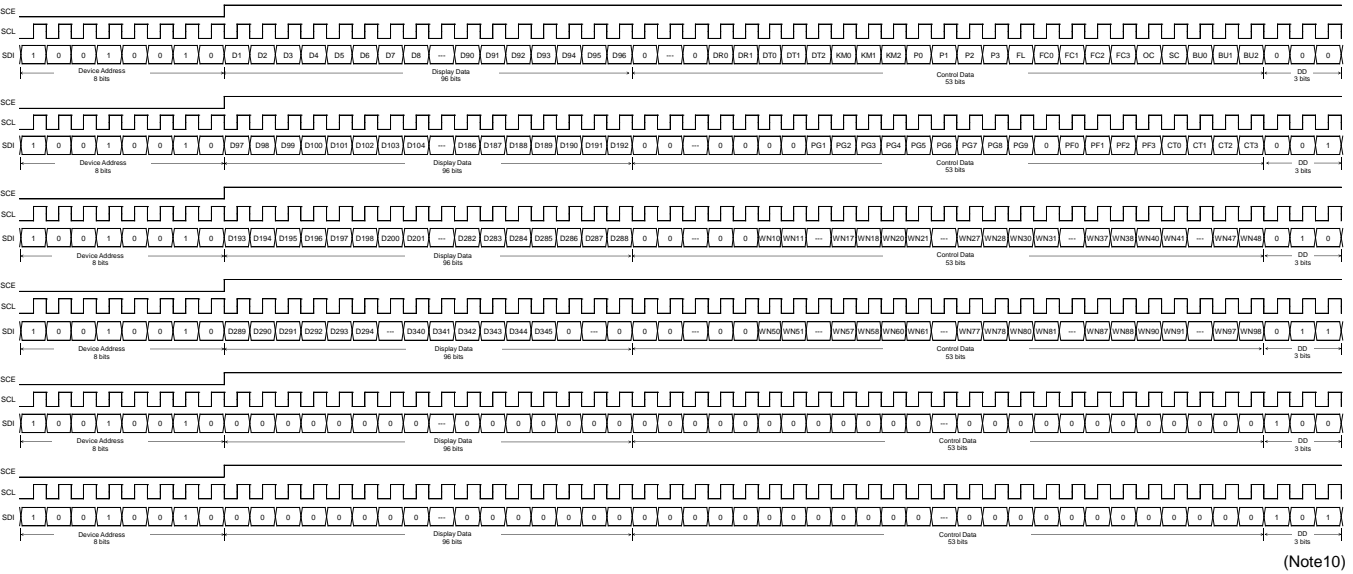 SCE
SCL
SDI 1 0 0 1 0 0 1 0 D1 D2 D3 D4 D5 D6 D7 D8 --- D90 D91 D92 D93 D94 D95 D96 0 --- 0 DR0 DR1 DT0 DT1 DT2 KM0 KM1 KM2 P0 P1 P2 P3 FL FC0 FC1 FC2 FC3 OC SC BU0 BU1 BU2 0 0 0
Device Address Display Data Control Data DD
8 bits 96 bits 53 bits 3 bits
SCE
SCL
SDI 1 0 0 1 0 0 1 0 D97 D98 D99 D100 D101 D102 D103 D104 --- D186 D187 D188 D189 D190 D191 D192 0 0 --- 0 0 0 0 PG1 PG2 PG3 PG4 PG5 PG6 PG7 PG8 PG9 0 PF0 PF1 PF2 PF3 CT0 CT1 CT2 CT3 0 0 1
Device Address Display Data Control Data DD
8 bits 96 bits 53 bits 3 bits
SCE
SCL
SDI 1 0 0 1 0 0 1 0 D193 D194 D195 D196 D197 D198 D200 D201 --- D282 D283 D284 D285 D286 D287 D288 0 0 --- 0 0 WN10 WN11 --- WN17 WN18 WN20 WN21 --- WN27 WN28 WN30 WN31 --- WN37 WN38 WN40 WN41 --- WN47 WN48 0 1 0
Device Address Display Data Control Data DD
8 bits 96 bits 53 bits 3 bits
SCE
SCL
SDI 1 0 0 1 0 0 1 0 D289 D290 D291 D292 D293 D294 --- D340 D341 D342 D343 D344 D345 0 --- 0 0 0 --- 0 0 WN50 WN51 --- WN57 WN58 WN60 WN61 --- WN77 WN78 WN80 WN81 --- WN87 WN88 WN90 WN91 --- WN97 WN98 0 1 1
Device Address Display Data Control Data DD
8 bits 96 bits 53 bits 3 bits
SCE
SCL
SDI 1 0 0 1 0 0 1 0 0 0 0 0 0 0 0 0 --- 0 0 0 0 0 0 0 0 0 0 0 0 0 0 0 0 0 0 0 --- 0 0 0 0 0 0 0 0 0 0 0 0 1 0 0
Device Address Display Data Control Data DD
8 bits 96 bits 53 bits 3 bits
SCE
SCL
SDI 1 0 0 1 0 0 1 0 0 0 0 0 0 0 0 0 --- 0 0 0 0 0 0 0 0 0 0 0 0 0 0 0 0 0 0 0 --- 0 0 0 0 0 0 0 0 0 0 0 0 1 0 1
Device Address Display Data Control Data DD
8 bits 96 bits 53 bits 3 bits
(Note10)